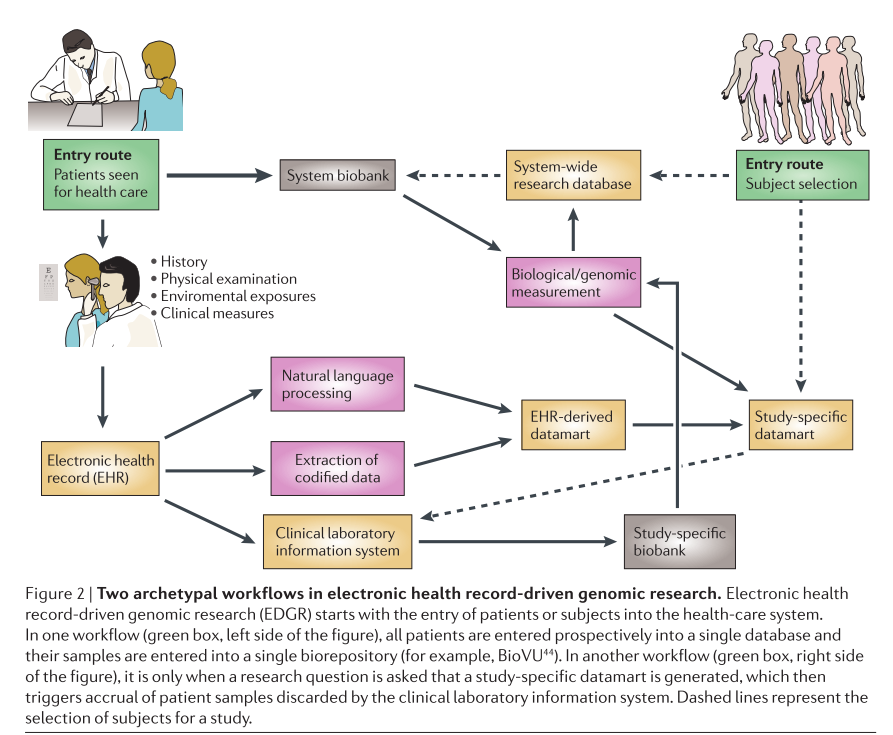 Entry route
Patients seen
for health care
System biobank
System-wide
research database
Entry route
Subject selection
• History
• Physical examination
• Enviromental exposures
• Clinical measures
Biological/genomic
measurement
Natural language
processing
EHR-derived
datamart
Study-specific
datamart
Electronic health
record (EHR)
Extraction of
codified data
Clinical laboratory
information system
Study-specific
biobank
Figure 2 | Two archetypal workflows in electronic health record-driven genomic research. Electronic health
record-driven genomic research (EDGR) starts with the entry of patients or subjects into the health-care system.
In one workflow (green box, left side of the figure), all patients are entered prospectively into a single database and
their samples are entered into a single biorepository (for example, BioVU44). In another workflow (green box, right side
of the figure), it is only when a research question is asked that a study-specific datamart is generated, which then
triggers accrual of patient samples discarded by the clinical laboratory information system. Dashed lines represent the
selection of subjects for a study.